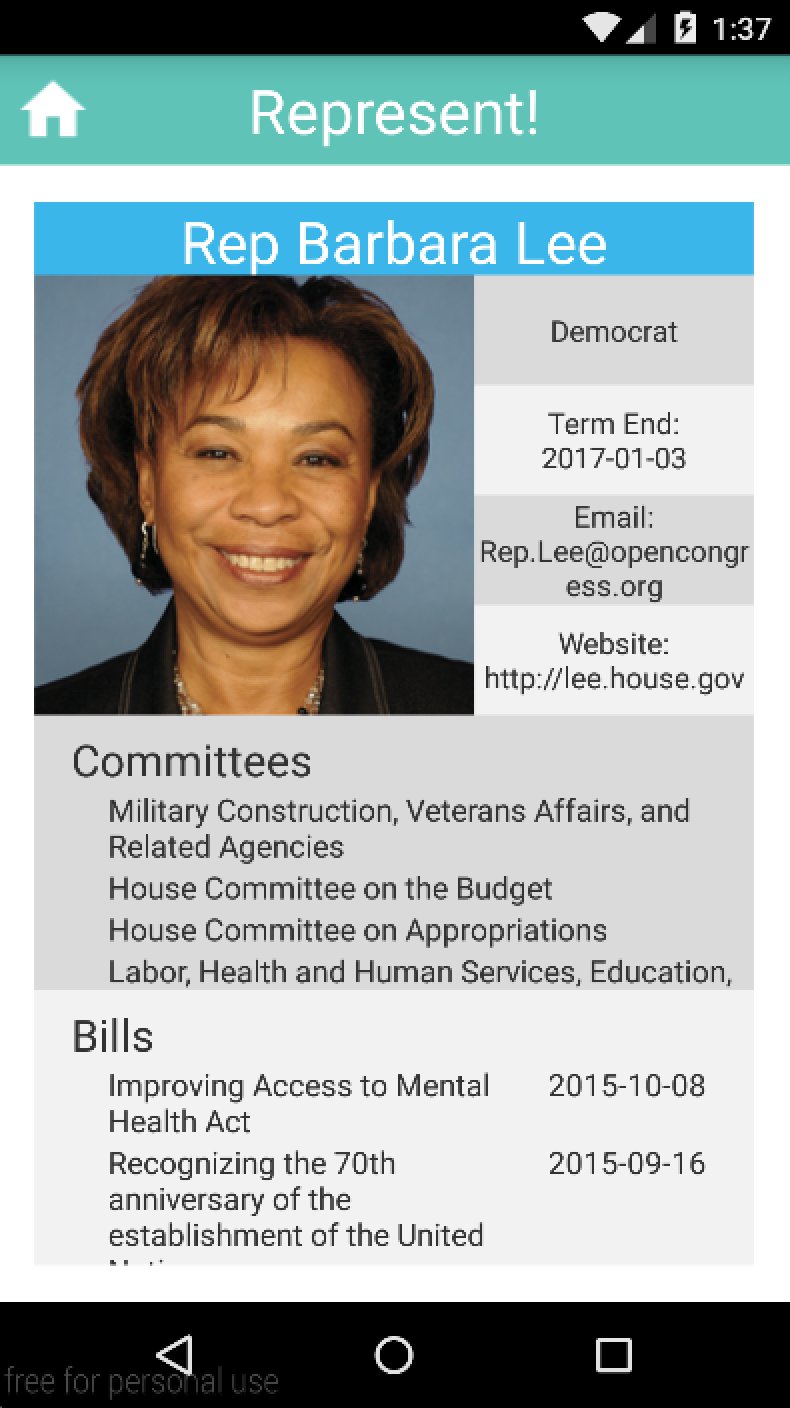 1:37
Represent!
Rep Barbara Lee
Democrat
Term End:
2017-01-03
Email:
Rep.Lee@opencongr
ess.org
Website:
http://lee.house.gov
Committees
Military Construction, Veterans Affairs, and
Related Agencies
House Committee on the Budget
House Committee on Appropriations
Labor, Health and Human Services, Education,
Bills
Improving Access to Mental 2015-10-08
Health Act
Recognizing the 70th 2015-09-16
anniversary of the
establishment of the United
free for personal use